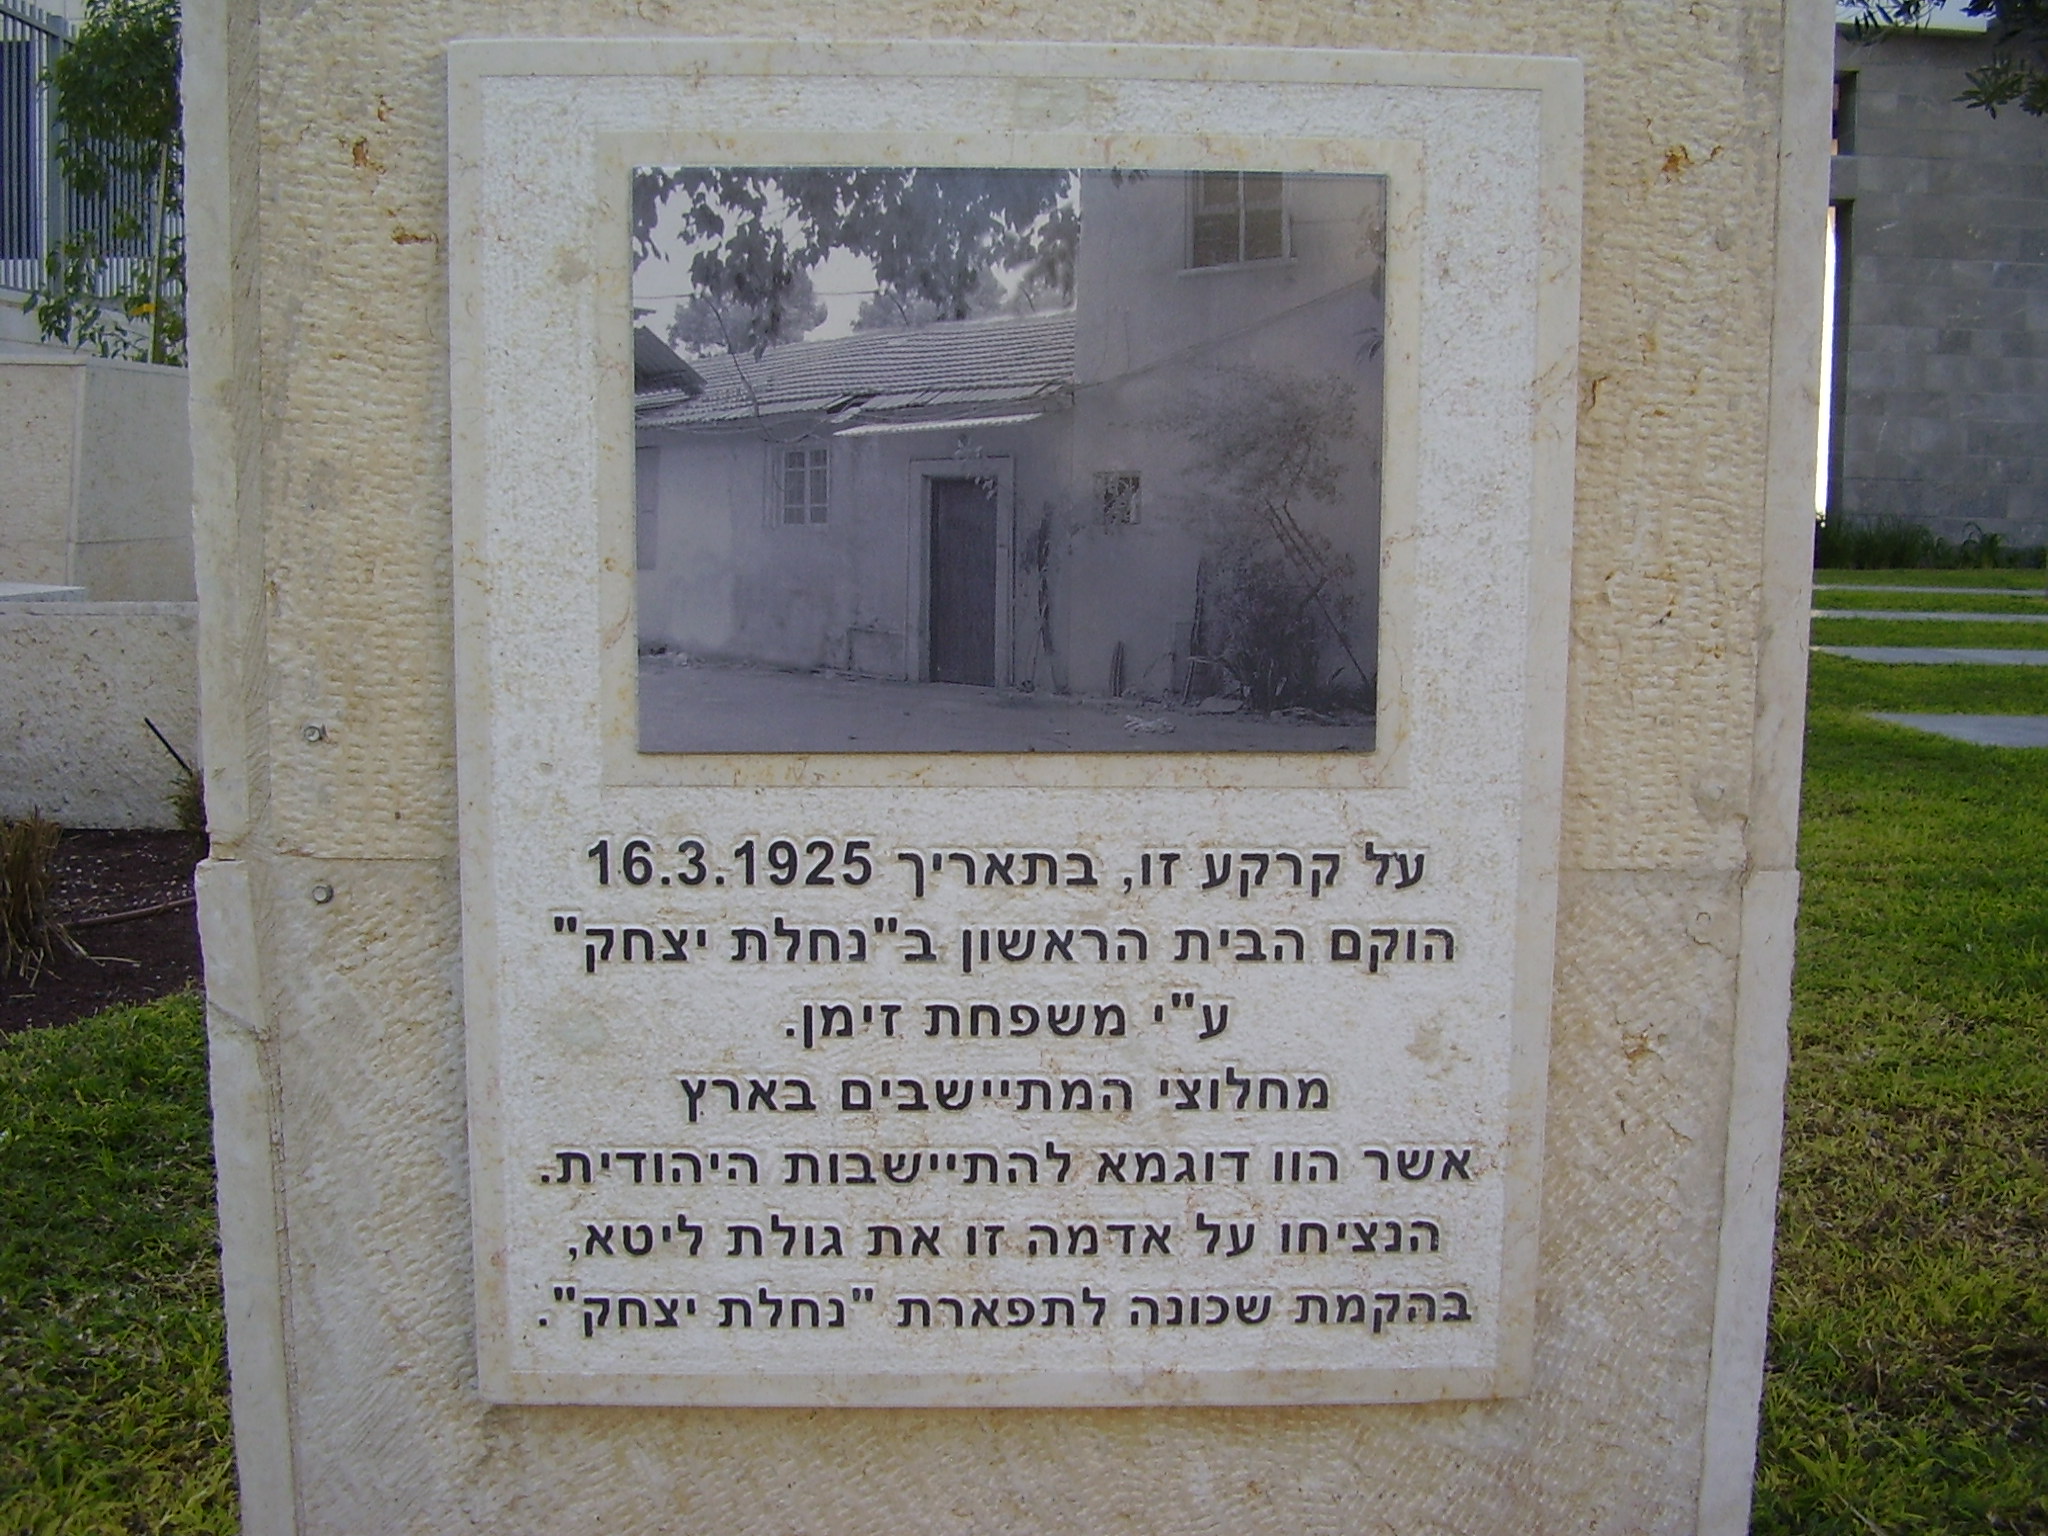 על קרקע זו, בתאריך 16.3.1925
הוקם הבית הראשון ב"נחלת יצחק"
ע"י משפחת זימן.
מחלוצי המתיישבים בארץ
אשר הוו דוגמא להתיישבות היהודית.
הנציחו על אדמה זו את גולת ליטא,
בהקמת שכונה לתפארת "נחלת יצחק".